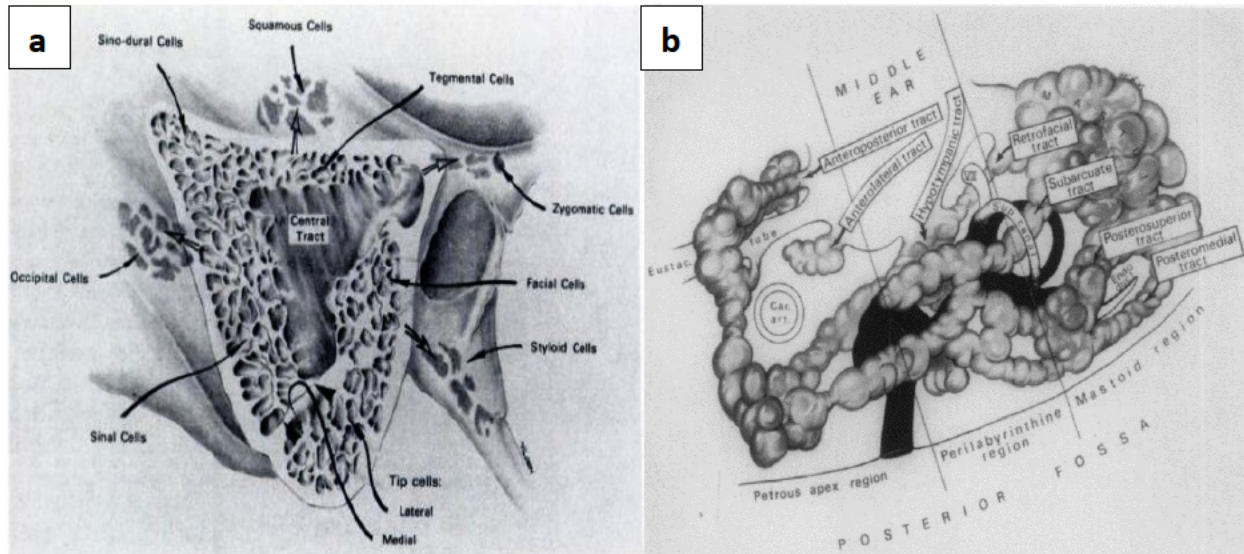 a
Squamous Cells
Sino-dural Cells
Tegmental Cells
Central
Tract
Zygomatic Cells
Occipital Cells
Facial Cells
Styloid Cells
Sinal Cells
Tip cells:
Lateral
Medial
b
MIDDLE
EAR
Anteroposterior tract
Anterolateral tract
Hypotympanic tract
Retrofacial
tract
VII
Subarcuate
tract
Posterosuperior
tract
Posteromedial
tract
tube
Eustac.
Car.
art.
Mastoid region
Perilabyrinthine
region
Petrous apex region
POSTERIOR FOSSA